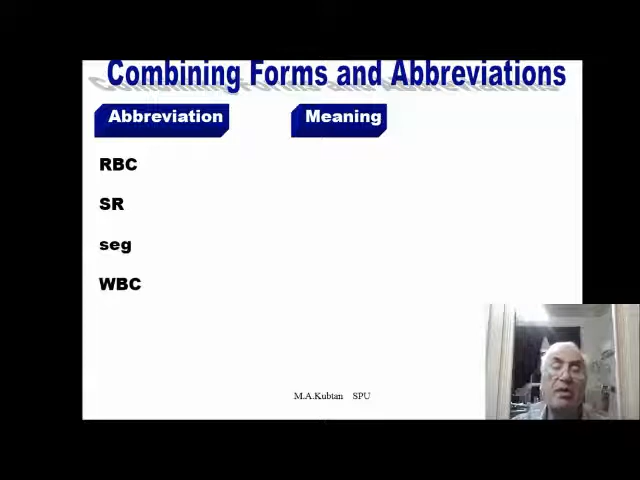 Combining Forms and Abbreviations
Abbreviation Meaning
RBC
SR
seg
WBC
M.A.Kubtan SPU